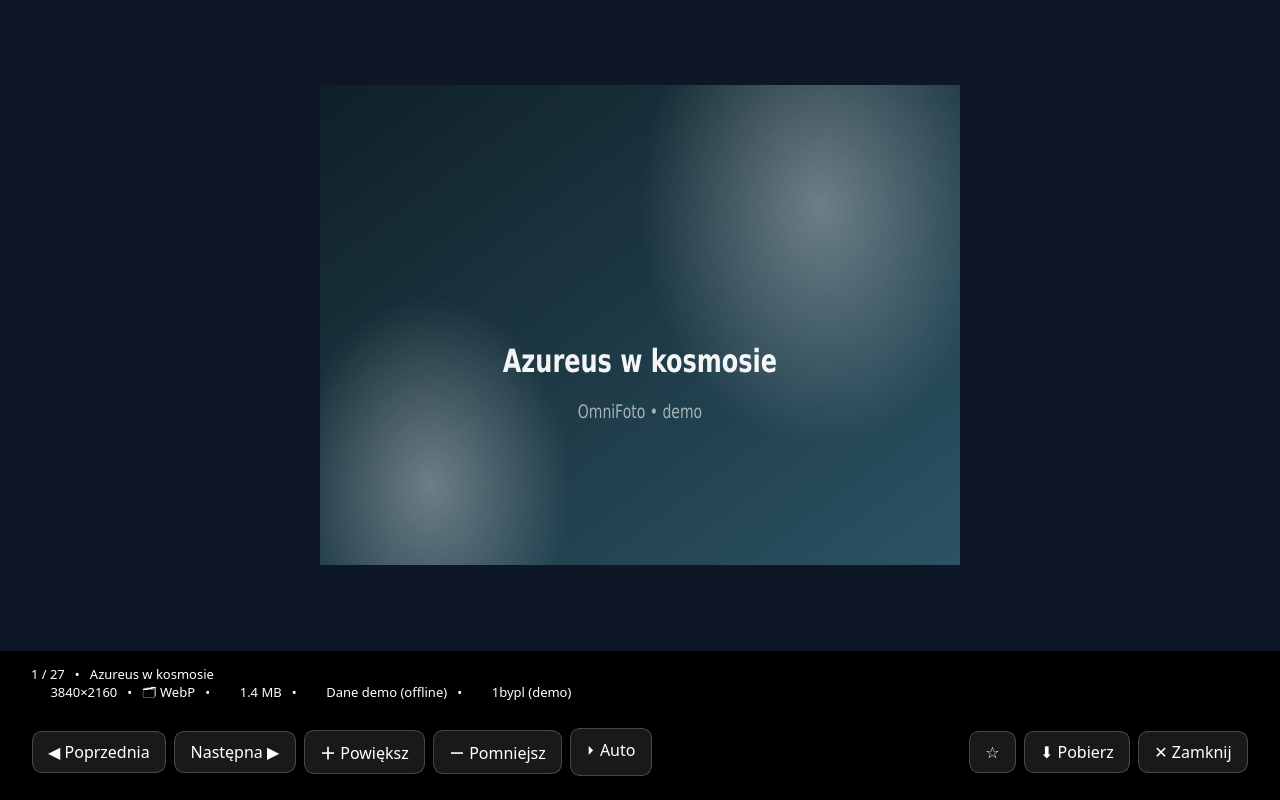 Azureus w kosmosie
OmniFoto • demo
1 / 27 • Azureus w kosmosie
3840×2160 • 🗂 WebP • 1.4 MB • Dane demo (offline) • 1bypl (demo)
◀ Poprzednia Następna ▶ + Powiększ − Pomniejsz ⏵ Auto ☆ ⬇ Pobierz ✕ Zamknij